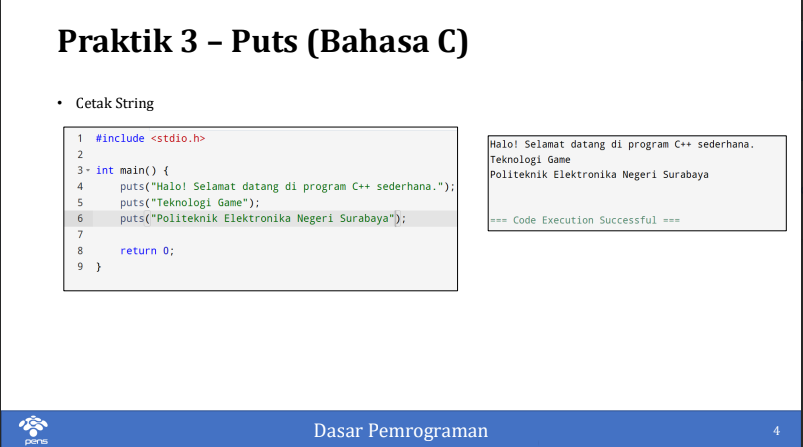 Praktik 3 – Puts (Bahasa C)
• Cetak String
1 #include <stdio.h>
2
3 int main() {
4 puts("Halo! Selamat datang di program C++ sederhana.");
5 puts("Teknologi Game");
6 puts("Politeknik Elektronika Negeri Surabaya");
7
8 return 0;
9 }
Halo! Selamat datang di program C++ sederhana.
Teknologi Game
Politeknik Elektronika Negeri Surabaya
=== Code Execution Successful ===
pens
Dasar Pemrograman
4